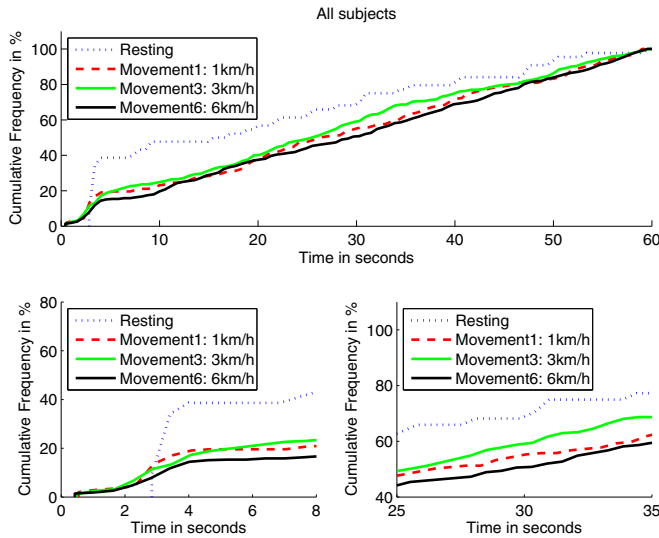 All subjects
Cumulative Frequency in %
100
80
60
40
20
0
Resting
Movement1: 1km/h
Movement3: 3km/h
Movement6: 6km/h
0 10 20 30 40 50 60
Time in seconds
Cumulative Frequency in %
80
60
40
20
0
Resting
Movement1: 1km/h
Movement3: 3km/h
Movement6: 6km/h
0 2 4 6 8
Time in seconds
Cumulative Frequency in %
100
80
60
40
Resting
Movement1: 1km/h
Movement3: 3km/h
Movement6: 6km/h
25 30 35
Time in seconds